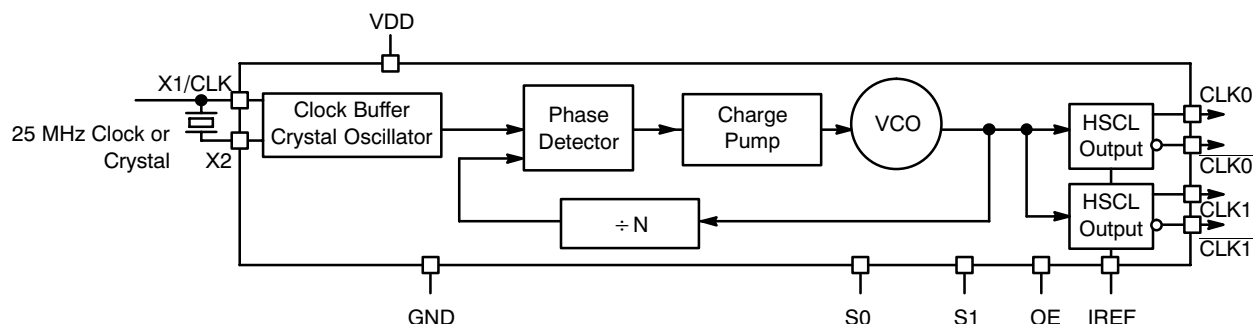 VDD
X1/CLK
25 MHz Clock or
Crystal
X2
Clock Buffer
Crystal Oscillator
Phase
Detector
Charge
Pump
VCO
÷ N
HSCL
Output
HSCL
Output
CLK0
CLK0
CLK1
CLK1
GND
S0
S1
OE
IREF